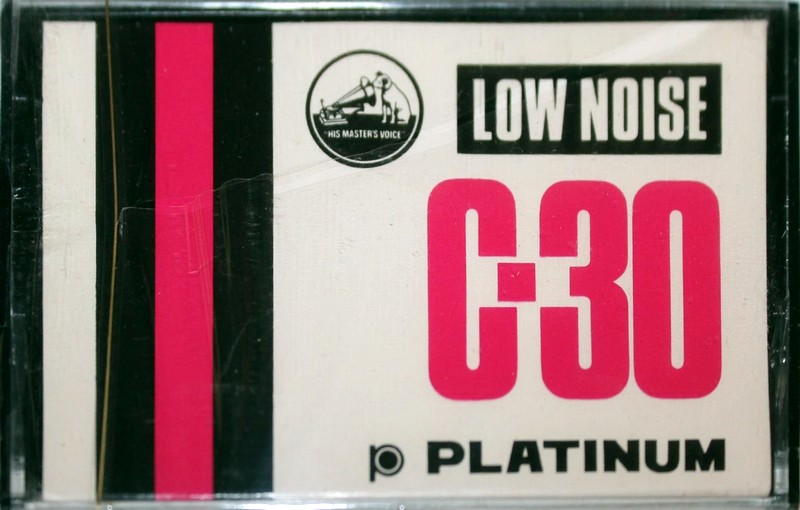 "HIS MASTER'S VOICE"
LOW NOISE
C-30
p PLATINUM